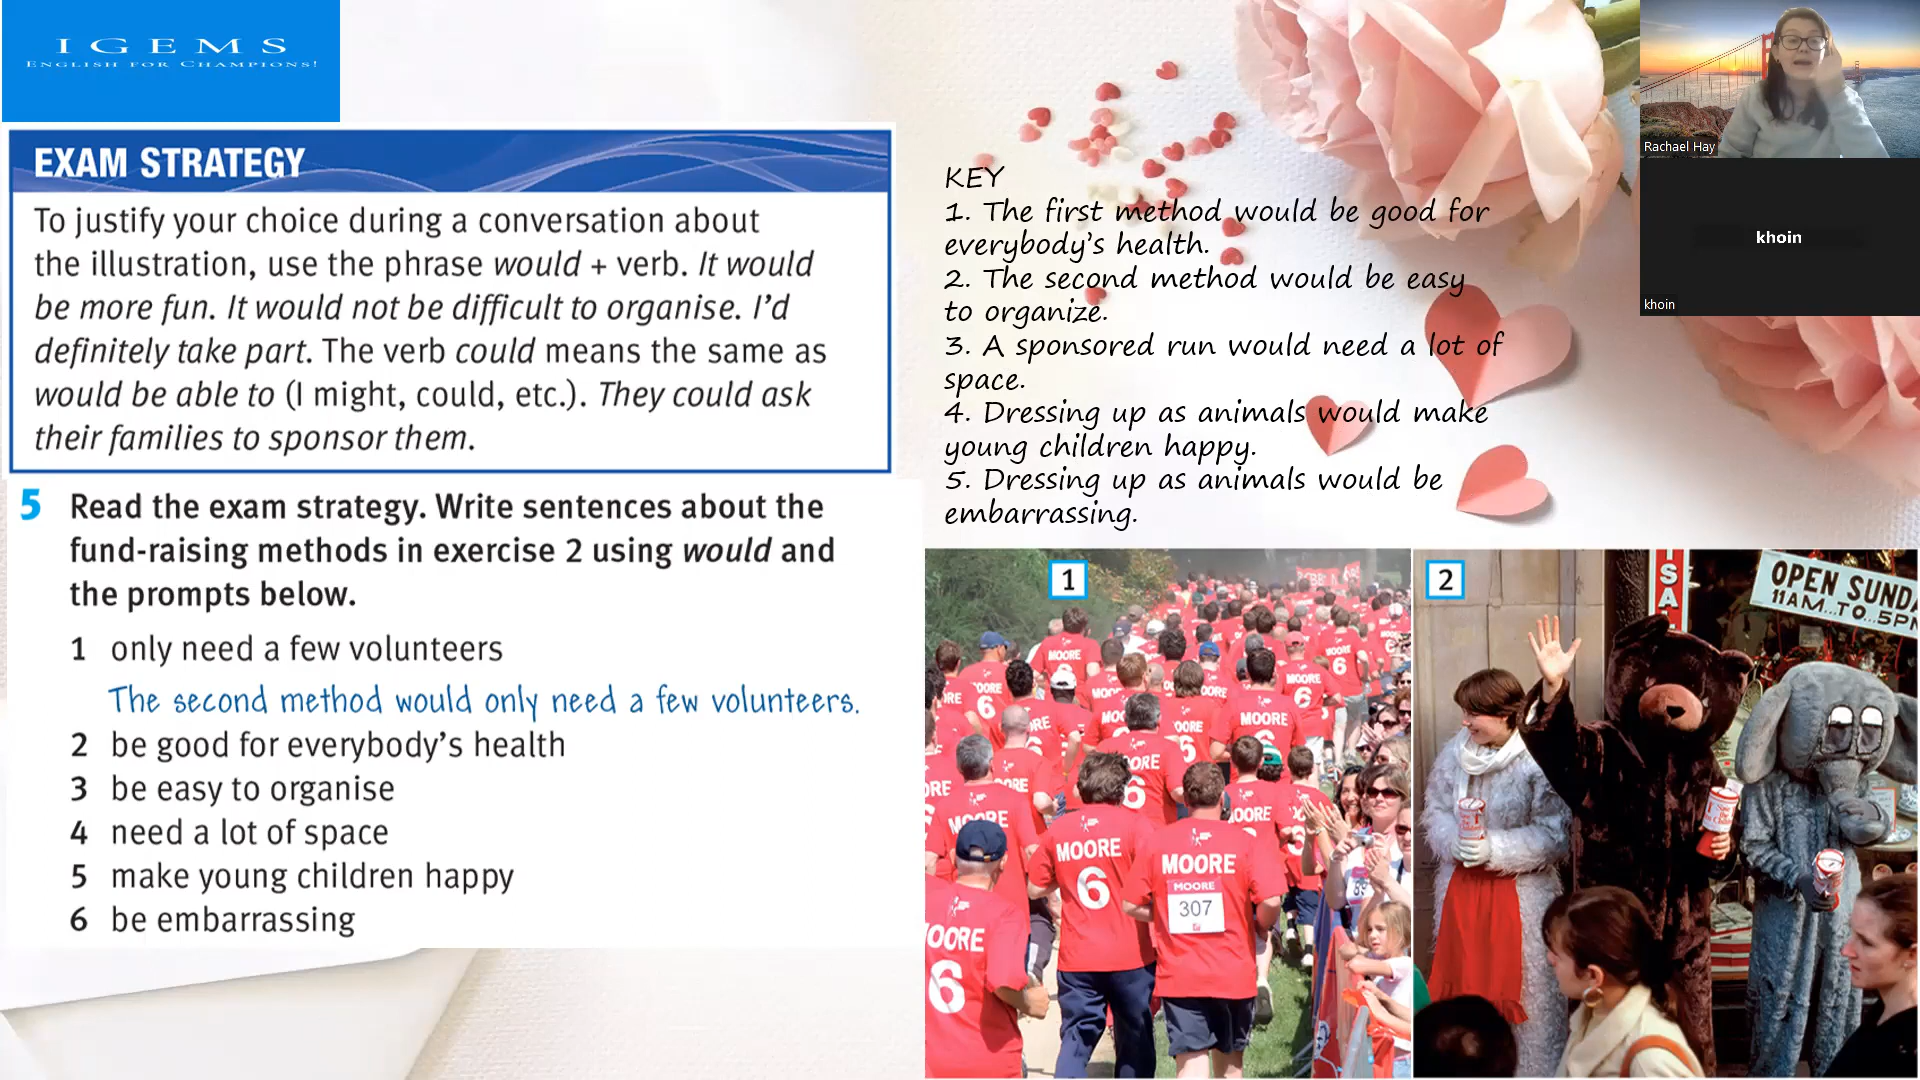 IGEMS
ENGLISH FOR CHAMPIONS!
EXAM STRATEGY
To justify your choice during a conversation about
the illustration, use the phrase would + verb. It would
be more fun. It would not be difficult to organise. I'd
definitely take part. The verb could means the same as
would be able to (I might, could, etc.). They could ask
their families to sponsor them.
5 Read the exam strategy. Write sentences about the
fund-raising methods in exercise 2 using would and
the prompts below.
1 only need a few volunteers
The second method would only need a few volunteers.
2 be good for everybody's health
3 be easy to organise
4 need a lot of space
5 make young children happy
6 be embarrassing
KEY
1. The first method would be good for
everybody's health.
2. The second method would be easy
to organize.
3. A sponsored run would need a lot of
space.
4. Dressing up as animals would make
young children happy.
5. Dressing up as animals would be
embarrassing.
Rachael Hay
khoin
khoin
1
MOORE
6
MOORE
MOORE
307
MOORE
6
MOORE
6
2
OPEN SUNDA
11AM...TO...5PM